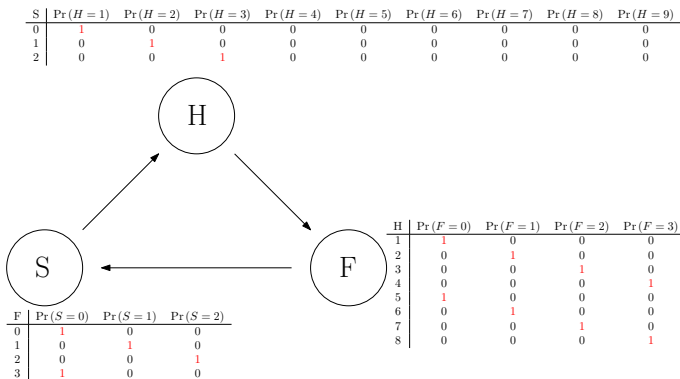 S Pr(H = 1) Pr(H = 2) Pr(H = 3) Pr(H = 4) Pr(H = 5) Pr(H = 6) Pr(H = 7) Pr(H = 8) Pr(H = 9)
0 1 0 0 0 0 0 0 0 0
1 0 1 0 0 0 0 0 0 0
2 0 0 1 0 0 0 0 0 0
H
S
F
H Pr(F = 0) Pr(F = 1) Pr(F = 2) Pr(F = 3)
1 1 0 0 0
2 0 1 0 0
3 0 0 1 0
4 0 0 0 1
5 1 0 0 0
6 0 1 0 0
7 0 0 1 0
8 0 0 0 1
F Pr(S = 0) Pr(S = 1) Pr(S = 2)
0 1 0 0
1 0 1 0
2 0 0 1
3 1 0 0